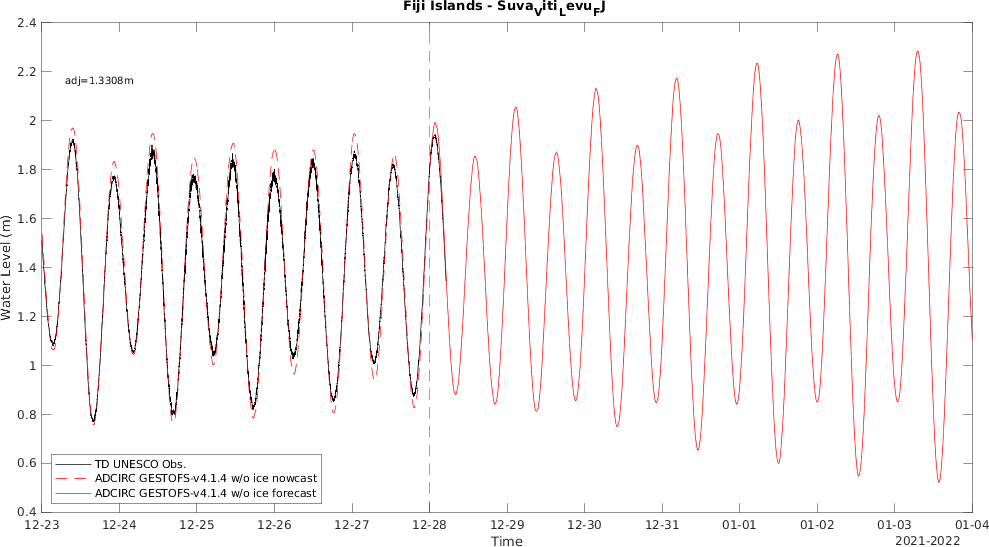 Fiji Islands - SuvaVitiLevuFJ
2.4
2.2
adj=1.3308m
2
1.8
1.6
Water Level (m)
1.4
1.2
1
0.8
0.6
TD UNESCO Obs.
ADCIRC GESTOFS-v4.1.4 w/o ice nowcast
ADCIRC GESTOFS-v4.1.4 w/o ice forecast
0.4
12-23 12-24 12-25 12-26 12-27 12-28 12-29 12-30 12-31 01-01 01-02 01-03 01-04
Time
2021-2022